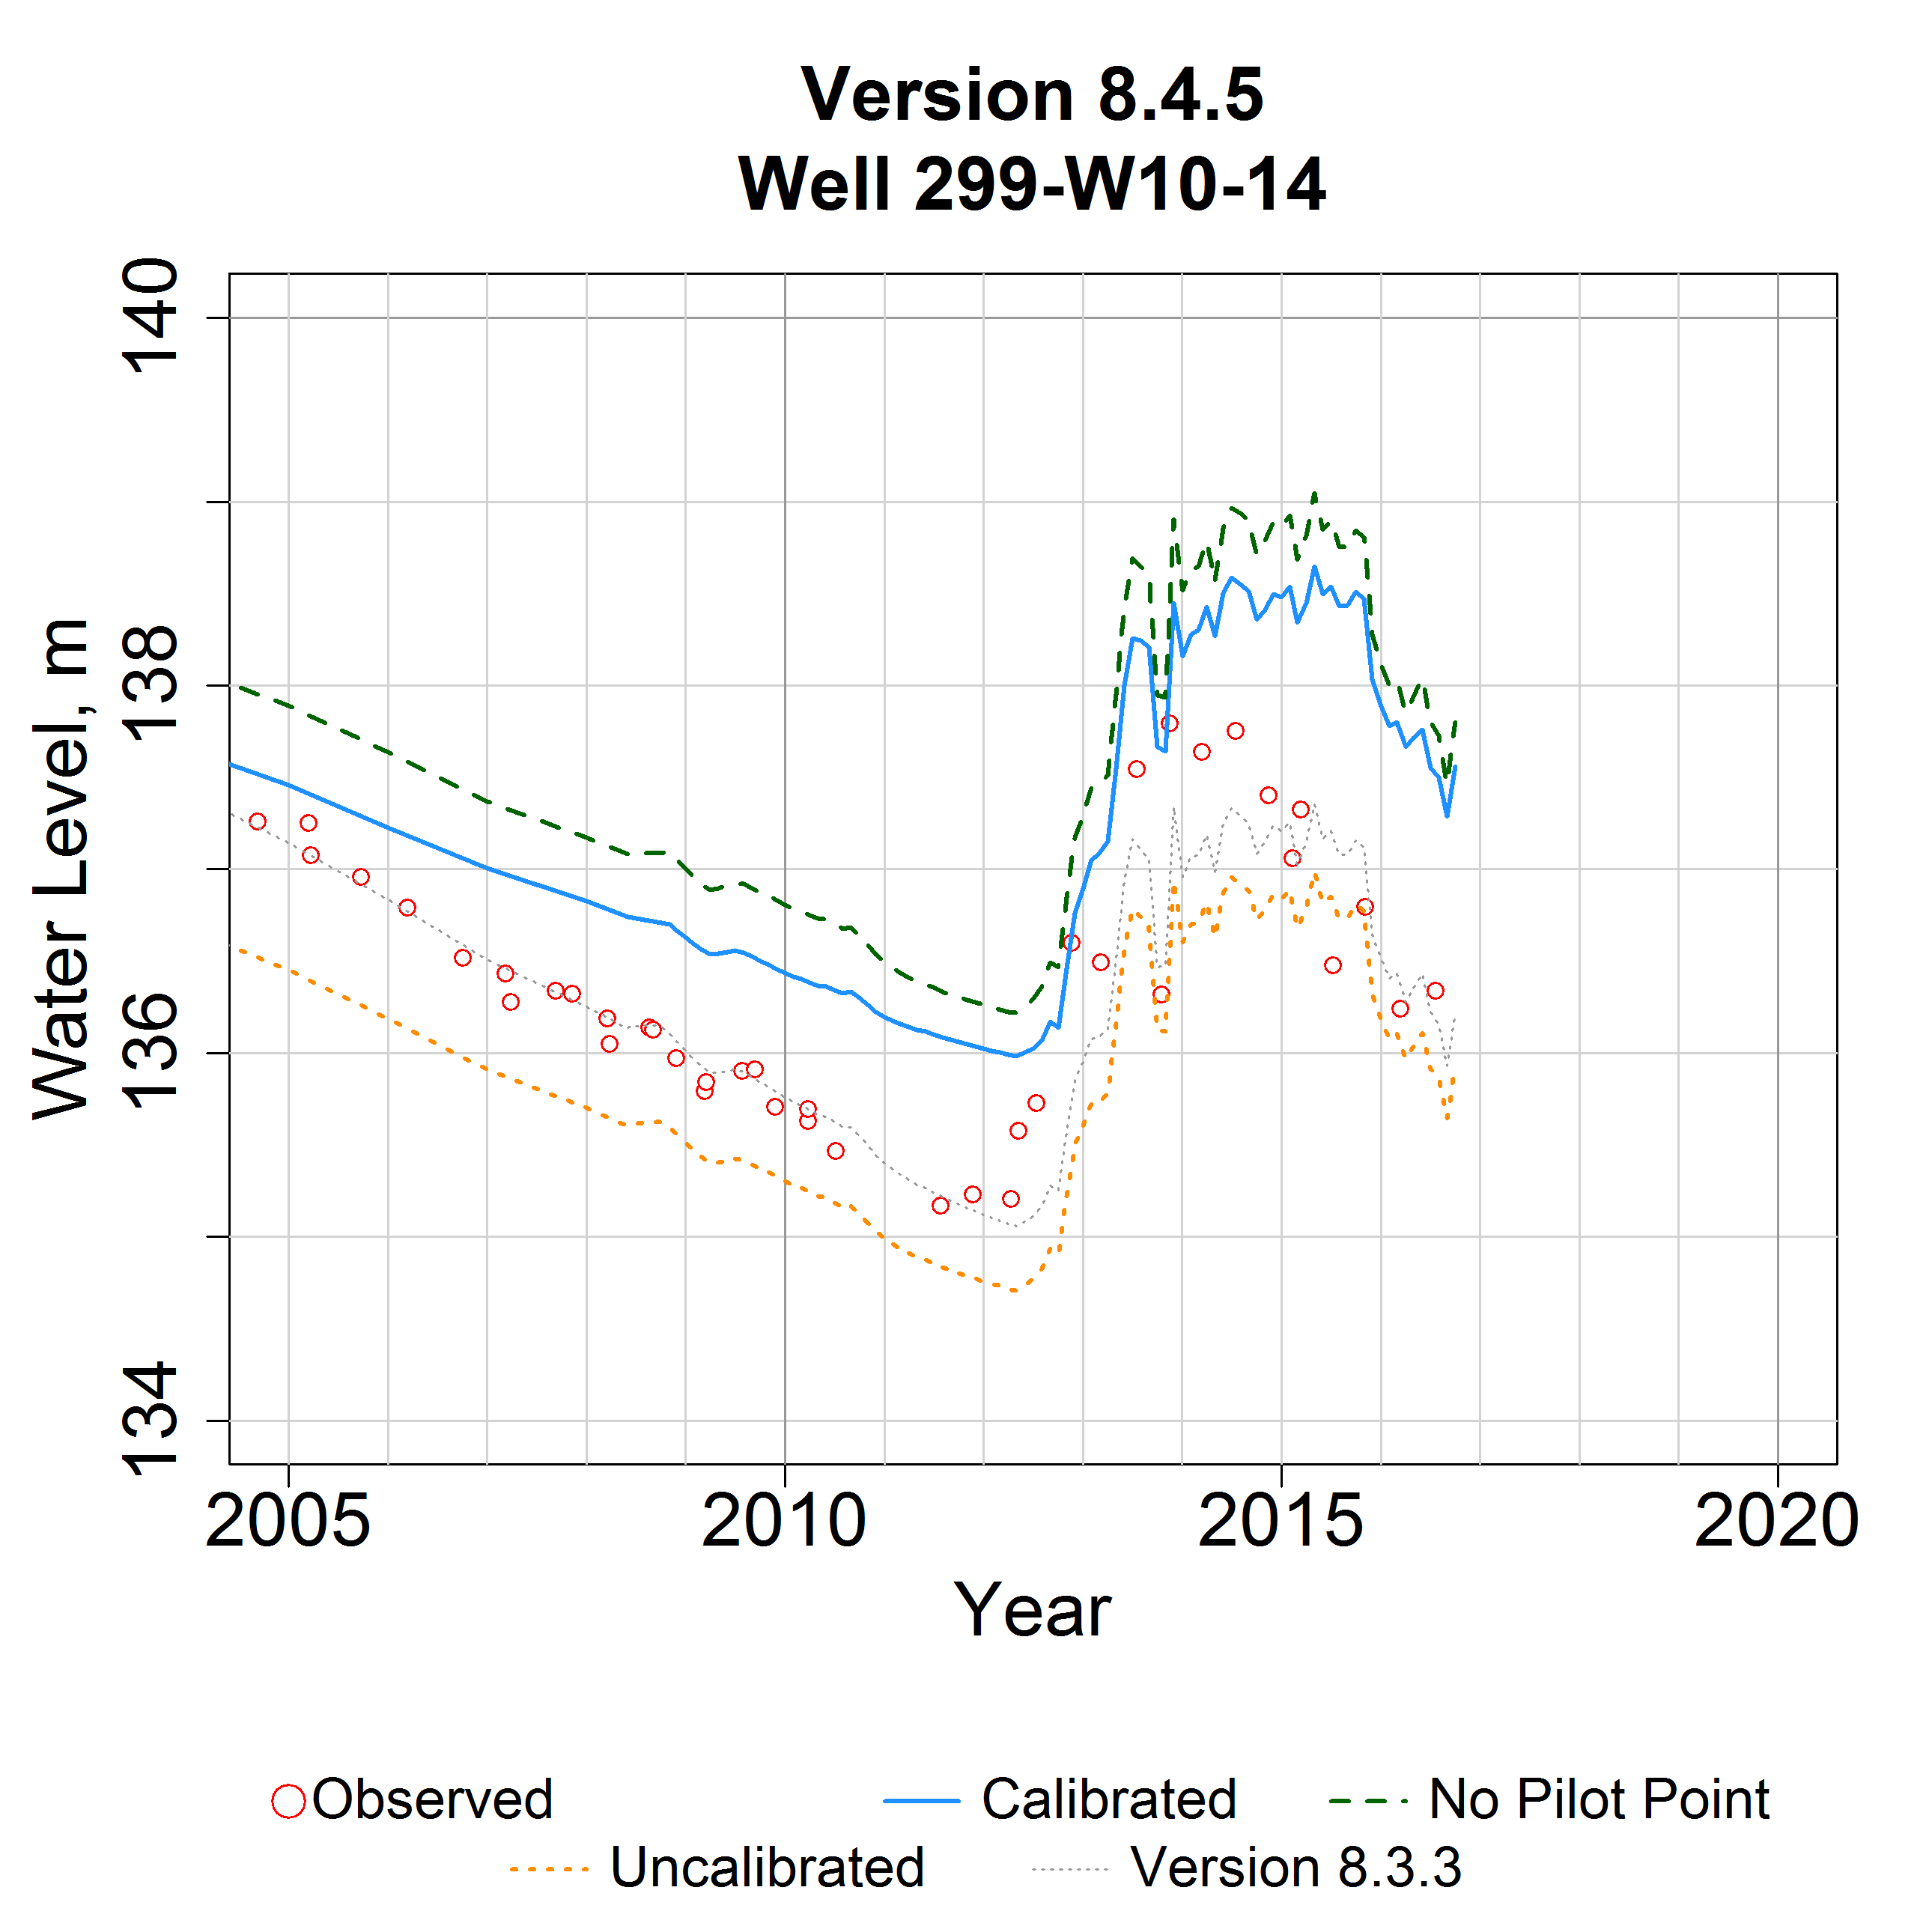 Version 8.4.5
Well 299-W10-14
140
138
136
134
Water Level, m
2005 2010 2015 2020
Year
Observed Calibrated No Pilot Point
Uncalibrated Version 8.3.3